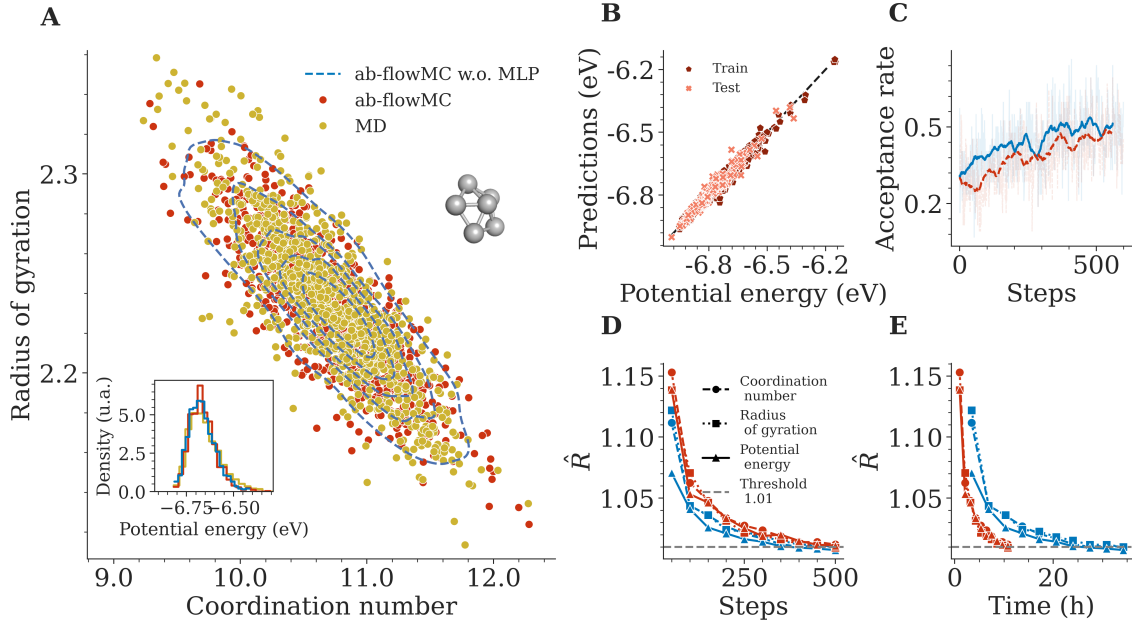 A
ab-flowMC w.o. MLP
ab-flowMC
MD
Radius of gyration
2.3
2.2
Density (u.a.)
5.0
2.5
0.0
−6.75
−6.50
Potential energy (eV)
9.0
10.0
11.0
12.0
Coordination number
B
Predictions (eV)
-6.2
-6.5
-6.8
Train
Test
-6.8
-6.5
-6.2
Potential energy (eV)
C
Acceptance rate
0.5
0.2
0
500
Steps
D
R̂
1.15
1.10
1.05
Coordination
number
Radius
of gyration
Potential
energy
Threshold
1.01
250
500
Steps
E
R̂
1.15
1.10
1.05
0
20
Time (h)